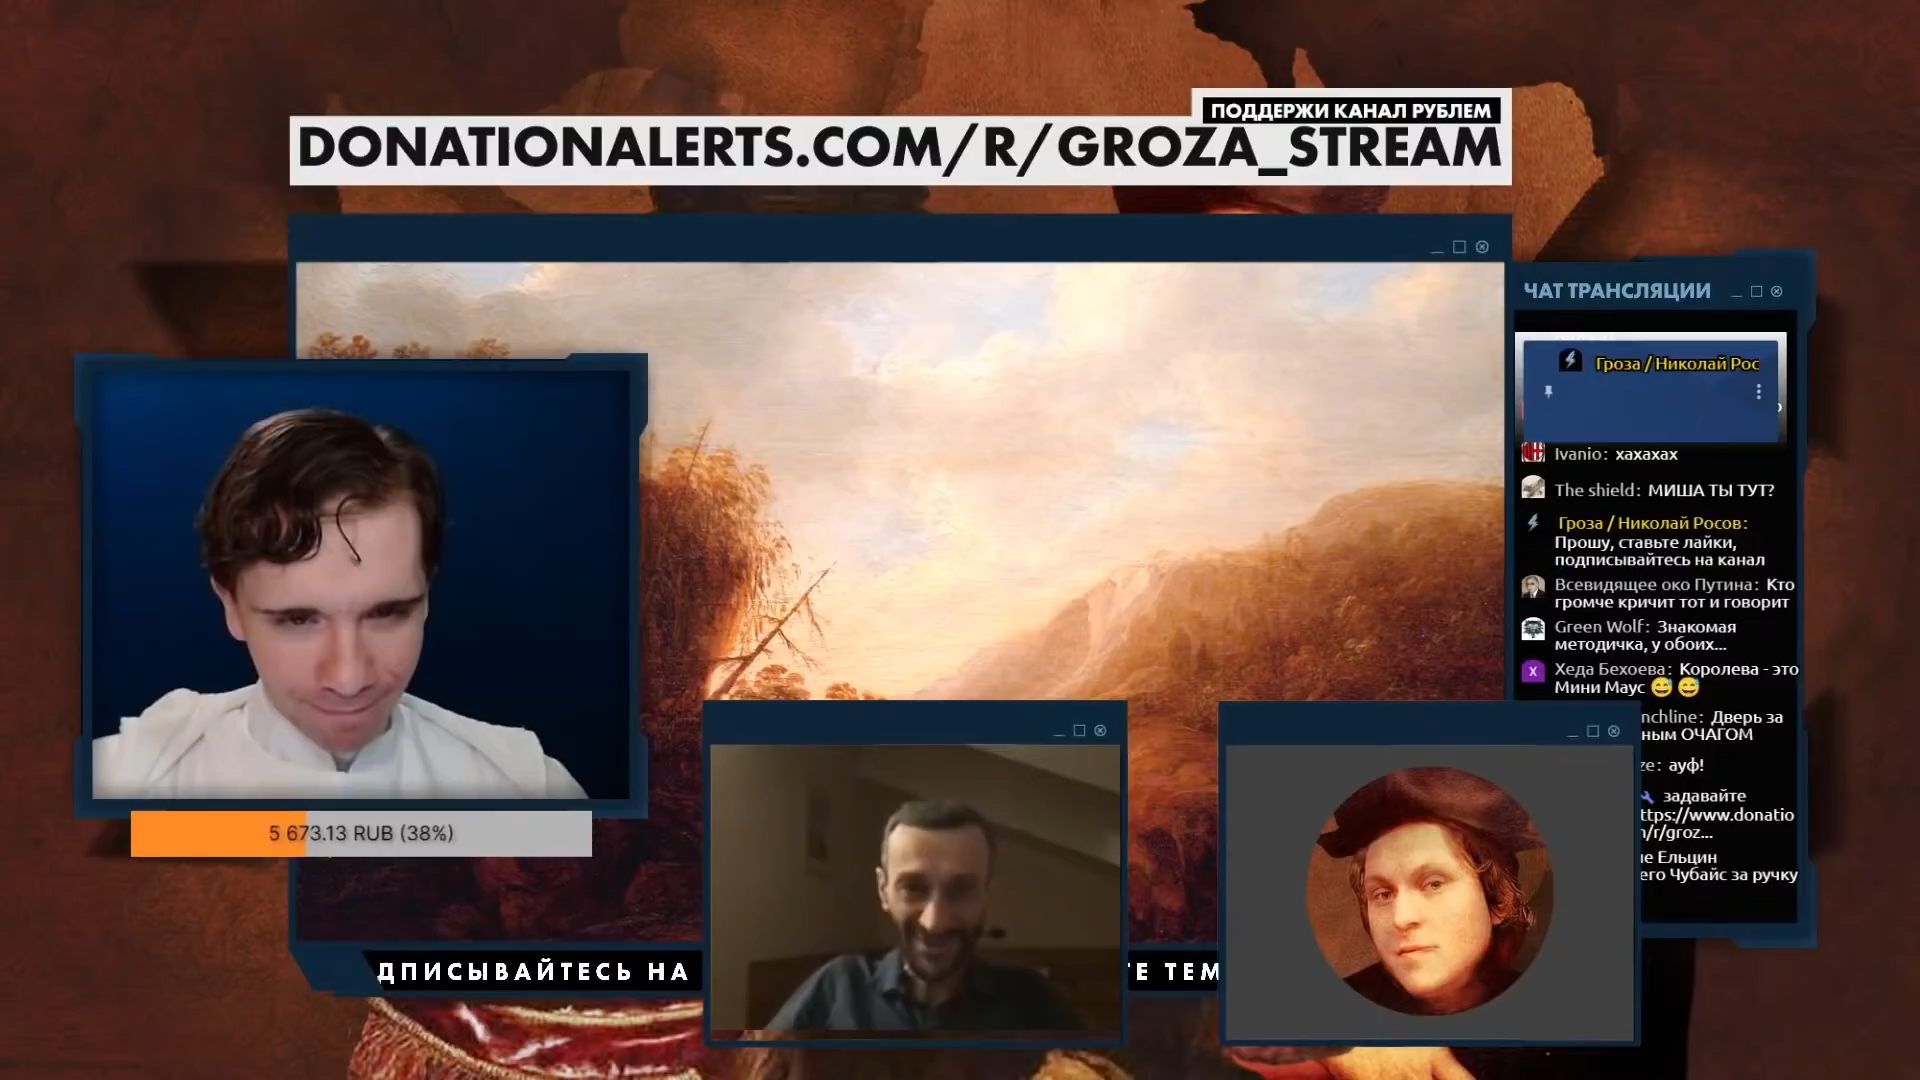 ПОДДЕРЖИ КАНАЛ РУБЛЕМ
DONATIONALERTS.COM/R/GROZA_STREAM
ЧАТ ТРАНСЛЯЦИИ
Гроза / Николай Рос
Ivanio: хахахах
The shield: МИША ТЫ ТУТ?
Гроза / Николай Росов:
Прошу, ставьте лайки,
подписывайтесь на канал
Всевидящее око Путина: Кто
громче кричит тот и говорит
Green Wolf: Знакомая
методичка, у обоих...
X
Хеда Бехоева: Королева - это
Мини Маус 😅 😅
nchline: Дверь за
ным ОЧАГОМ
ze: ауф!
задавайте
ttps://www.donatio
n/r/groz...
не Ельцин
его Чубайс за ручку
5 673.13 RUB (38%)
ДПИСЫВАЙТЕСЬ НА
ТЕ ТЕМ